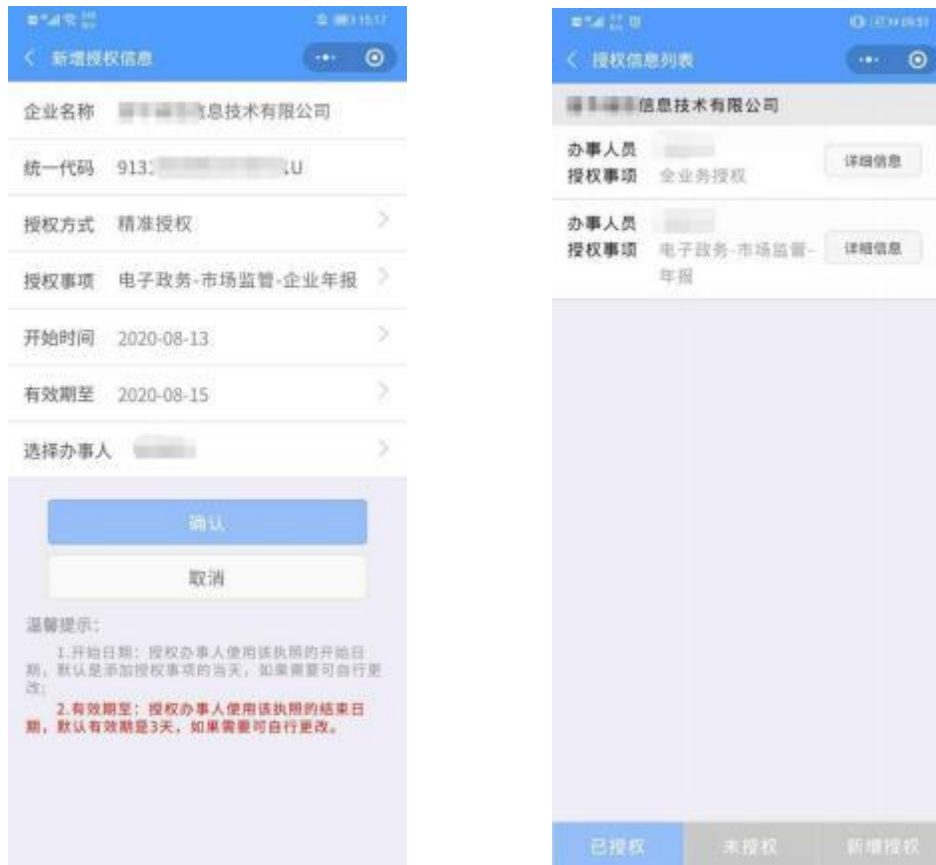 15:17
新增授权信息
企业名称 信息技术有限公司
统一代码 913 U
授权方式 精准授权
授权事项 电子政务-市场监管-企业年报
开始时间 2020-08-13
有效期至 2020-08-15
选择办事人
确认
取消
温馨提示:
1.开始日期：授权办事人使用该执照的开始日
期，默认是添加授权事项的当天，如果需要可自行更
改;
2.有效期至：授权办事人使用该执照的结束日
期，默认有效期是3天，如果需要可自行更改。
授权信息列表
信息技术有限公司
办事人员
授权事项 全业务授权
详细信息
办事人员
授权事项 电子政务-市场监管-
年报
详细信息
已授权 未授权 新增授权